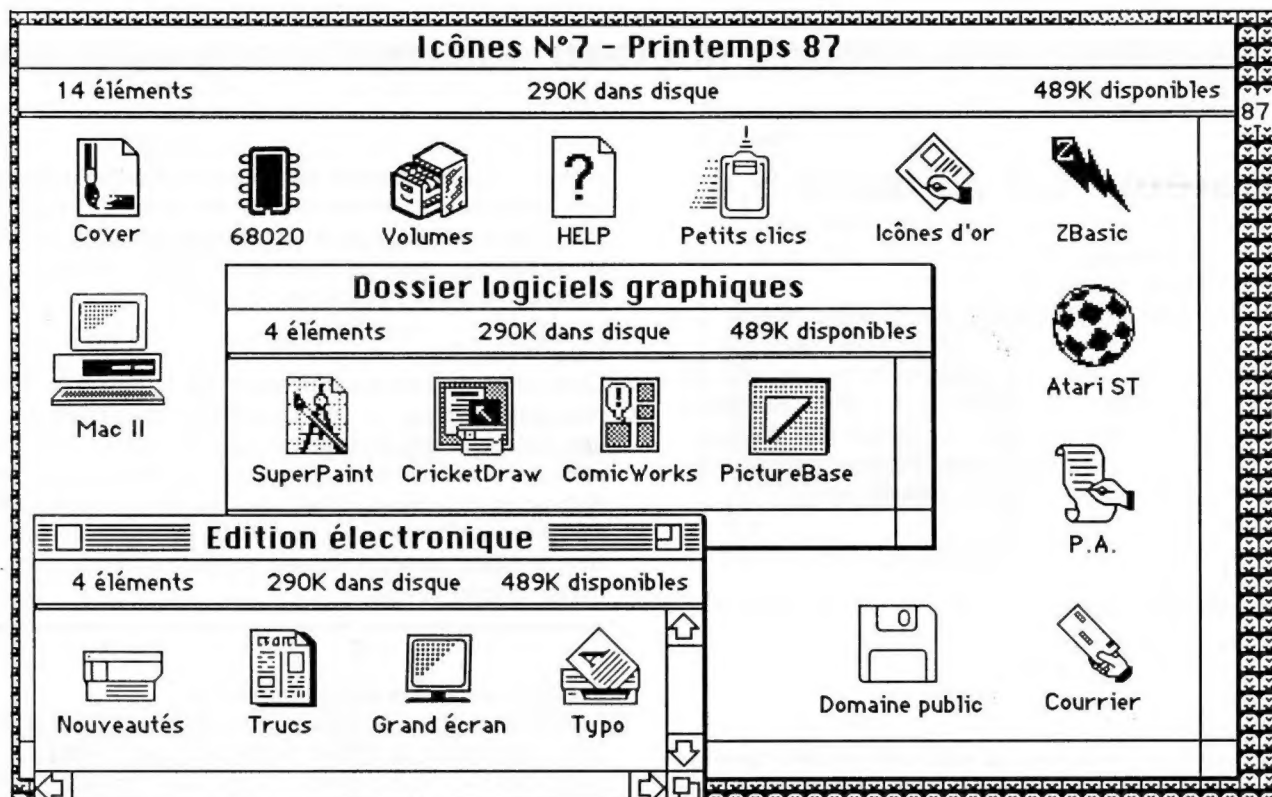 Icônes N°7 - Printemps 87
14 éléments 290K dans disque 489K disponibles
87
Cover 68020 Volumes HELP Petits clics Icônes d'or ZBasic
Dossier logiciels graphiques
4 éléments 290K dans disque 489K disponibles
Mac II
Atari ST
SuperPaint CricketDraw ComicWorks PictureBase
P.A.
Edition électronique
4 éléments 290K dans disque 489K disponibles
Nouveautés Trucs Grand écran Typo
Domaine public Courrier